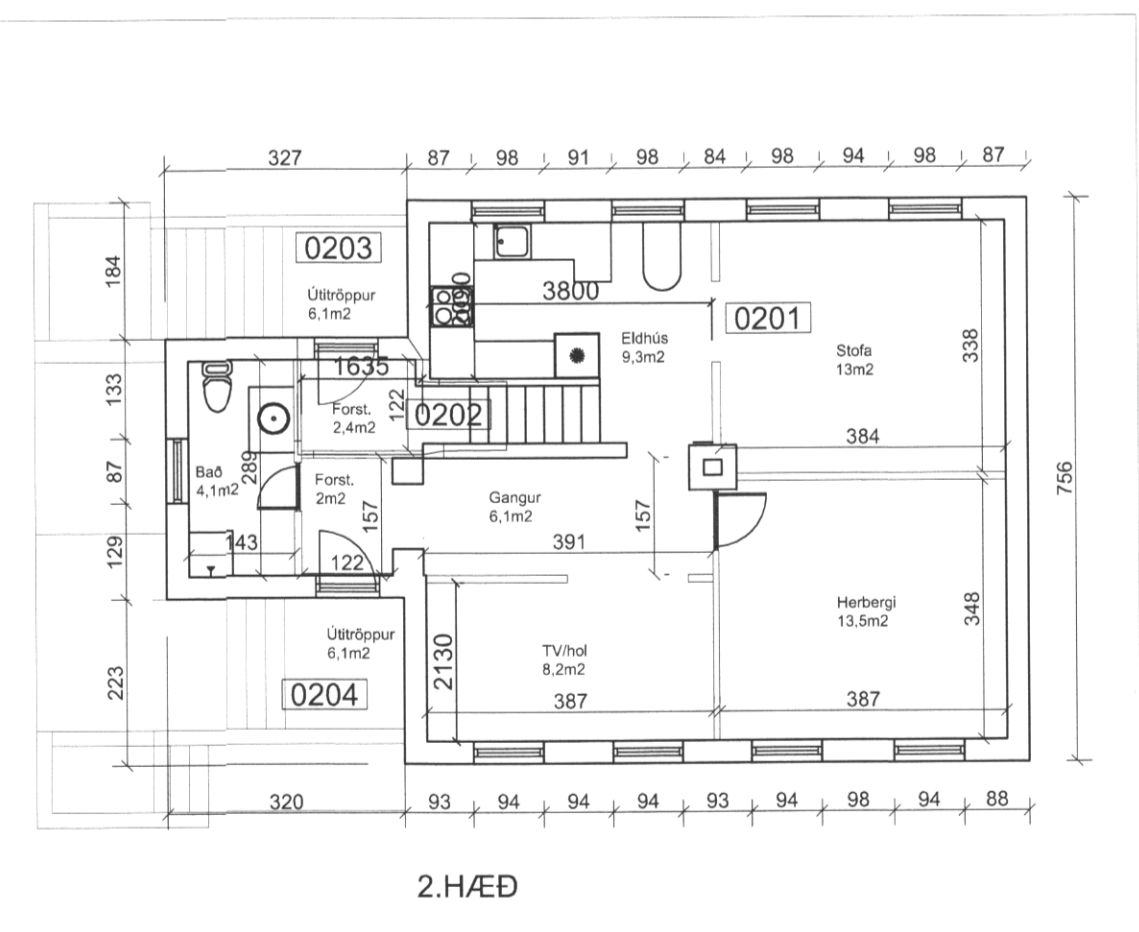 327 87 98 91 98 84 98 94 98 87
0203
184
Útitröppur
6,1m2
3800
0201
Eldhús
9,3m2
Stofa
13m2
338
756
133
1635
122
Forst.
2,4m2
0202
384
87
Bað
4,1m2
289
Forst.
2m2
157
Gangur
6,1m2
157
129
143
122
391
Herbergi
13,5m2
348
223
Útitröppur
6,1m2
0204
2130
TV/hol
8,2m2
387
387
320 93 94 94 94 93 94 98 94 88
2.HÆÐ